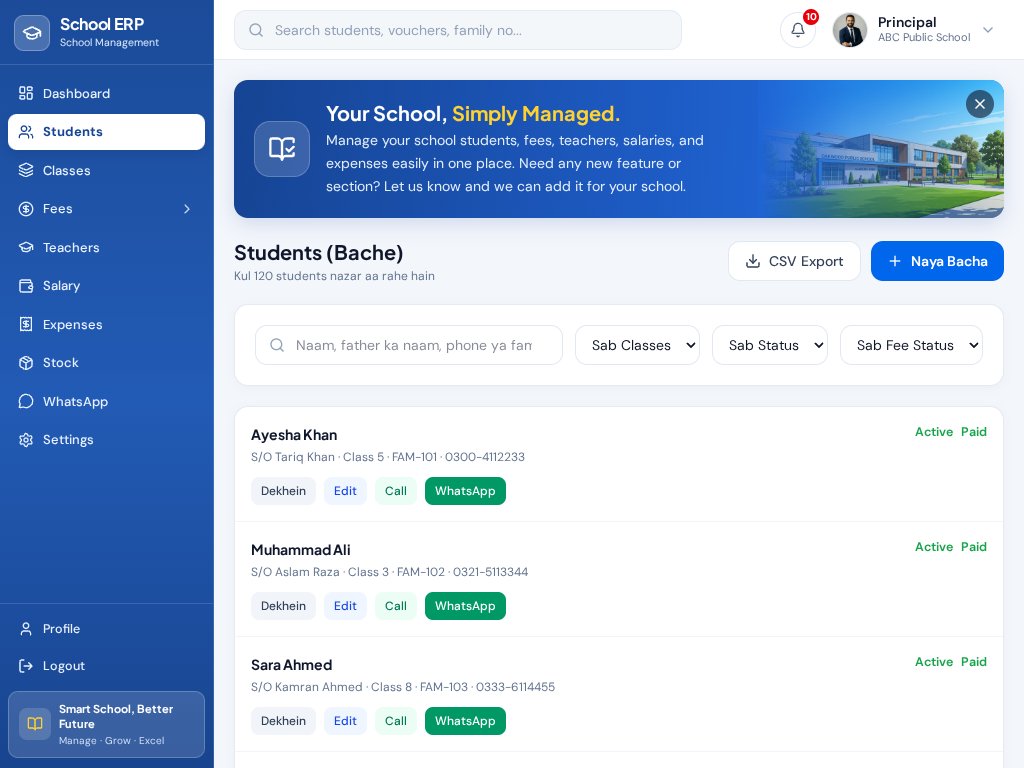 School ERP
School Management
Dashboard
Students
Classes
Fees
Teachers
Salary
Expenses
Stock
WhatsApp
Settings
Profile
Logout
Smart School, Better
Future
Manage · Grow · Excel
Search students, vouchers, family no...
10
Principal
ABC Public School
Your School, Simply Managed.
Manage your school students, fees, teachers, salaries, and
expenses easily in one place. Need any new feature or
section? Let us know and we can add it for your school.
Students (Bache)
Kul 120 students nazar aa rahe hain
CSV Export
Naya Bacha
Naam, father ka naam, phone ya fam
Sab Classes
Sab Status
Sab Fee Status
Ayesha Khan
Active Paid
S/O Tariq Khan · Class 5 · FAM-101 · 0300-4112233
Dekhein Edit Call WhatsApp
Muhammad Ali
Active Paid
S/O Aslam Raza · Class 3 · FAM-102 · 0321-5113344
Dekhein Edit Call WhatsApp
Sara Ahmed
Active Paid
S/O Kamran Ahmed · Class 8 · FAM-103 · 0333-6114455
Dekhein Edit Call WhatsApp